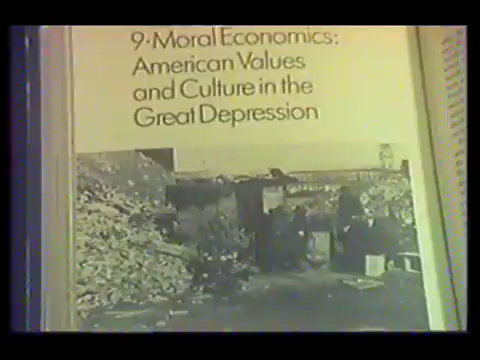 9·Moral Economics:
American Values
and Culture in the
Great Depression